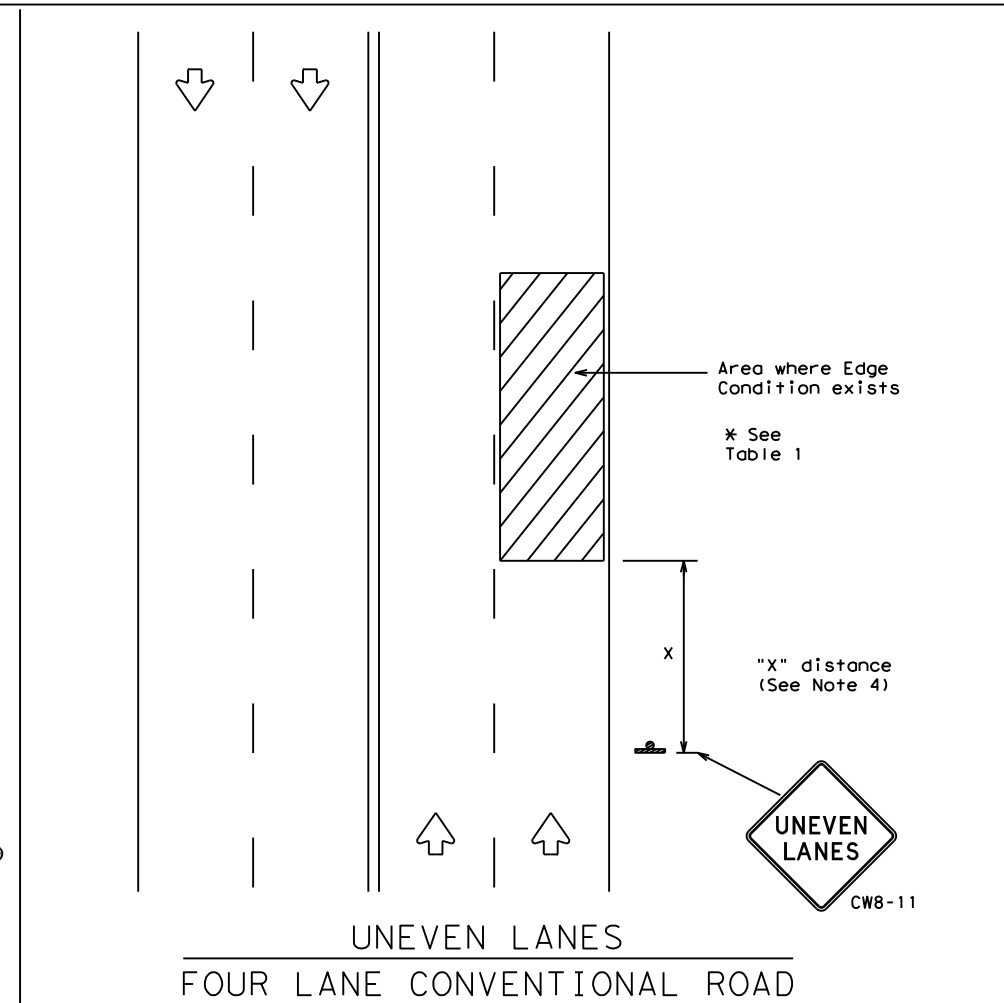 Area where Edge
Condition exists
* See
Table 1
X
"X" distance
(See Note 4)
UNEVEN
LANES
CW8-11
UNEVEN LANES
FOUR LANE CONVENTIONAL ROAD